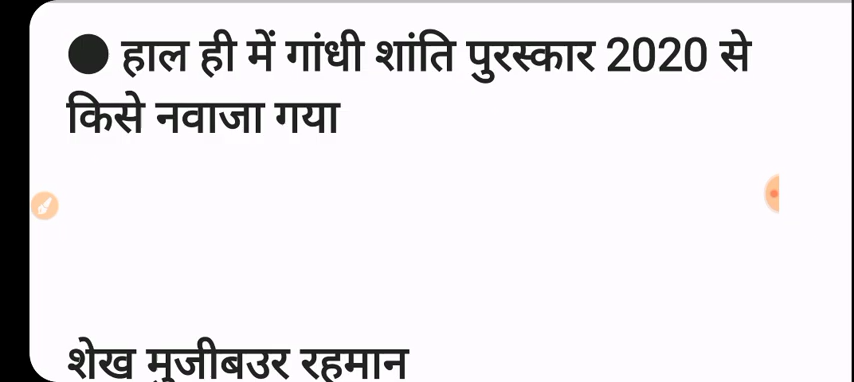 ● हाल ही में गांधी शांति पुरस्कार 2020 से
किसे नवाजा गया
शेख मुजीबउर रहमान